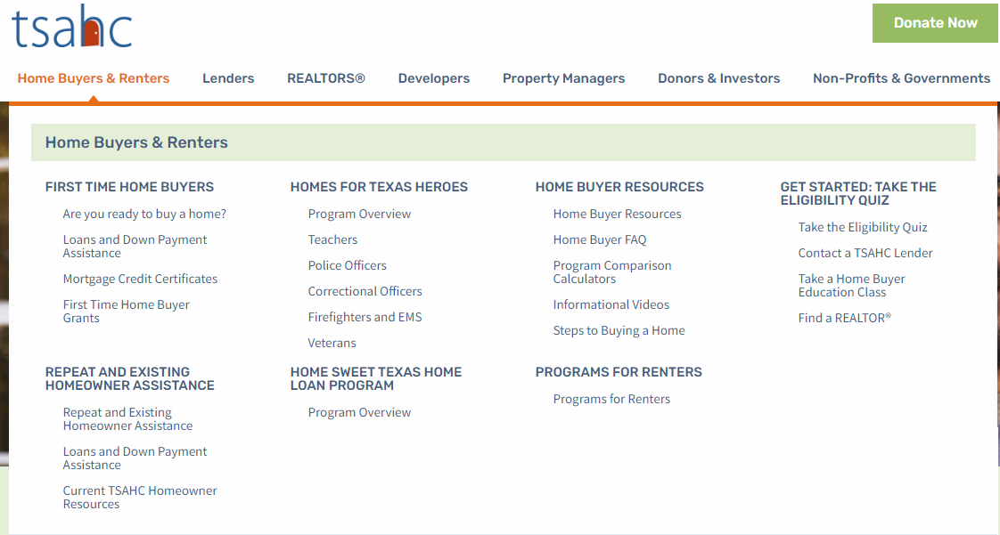 tsahc
Donate Now
Home Buyers & Renters
Lenders
REALTORS®
Developers
Property Managers
Donors & Investors
Non-Profits & Governments
Home Buyers & Renters
FIRST TIME HOME BUYERS
Are you ready to buy a home?
Loans and Down Payment
Assistance
Mortgage Credit Certificates
First Time Home Buyer
Grants
HOMES FOR TEXAS HEROES
Program Overview
Teachers
Police Officers
Correctional Officers
Firefighters and EMS
Veterans
HOME BUYER RESOURCES
Home Buyer Resources
Home Buyer FAQ
Program Comparison
Calculators
Informational Videos
Steps to Buying a Home
GET STARTED: TAKE THE
ELIGIBILITY QUIZ
Take the Eligibility Quiz
Contact a TSAHC Lender
Take a Home Buyer
Education Class
Find a REALTOR®
REPEAT AND EXISTING
HOMEOWNER ASSISTANCE
Repeat and Existing
Homeowner Assistance
Loans and Down Payment
Assistance
Current TSAHC Homeowner
Resources
HOME SWEET TEXAS HOME
LOAN PROGRAM
Program Overview
PROGRAMS FOR RENTERS
Programs for Renters